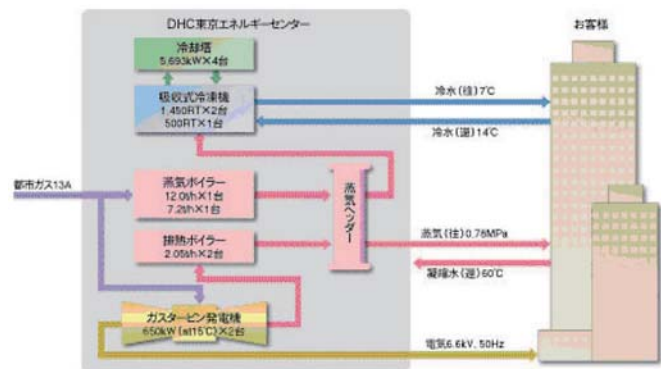 DHC東京エネルギーセンター
お客様
冷却塔
5,693kW×4台
吸収式冷凍機
1,450RT×2台
500RT×1台
冷水(往)7℃
冷水(還)14℃
都市ガス13A
蒸気ボイラー
12.0t/h×1台
7.2t/h×1台
蒸気ヘッダー
排熱ボイラー
2.05t/h×2台
蒸気(往)0.78MPa
凝縮水(還)60℃
ガスタービン発電機
650kW(at15℃)×2台
電気6.6kV、50Hz